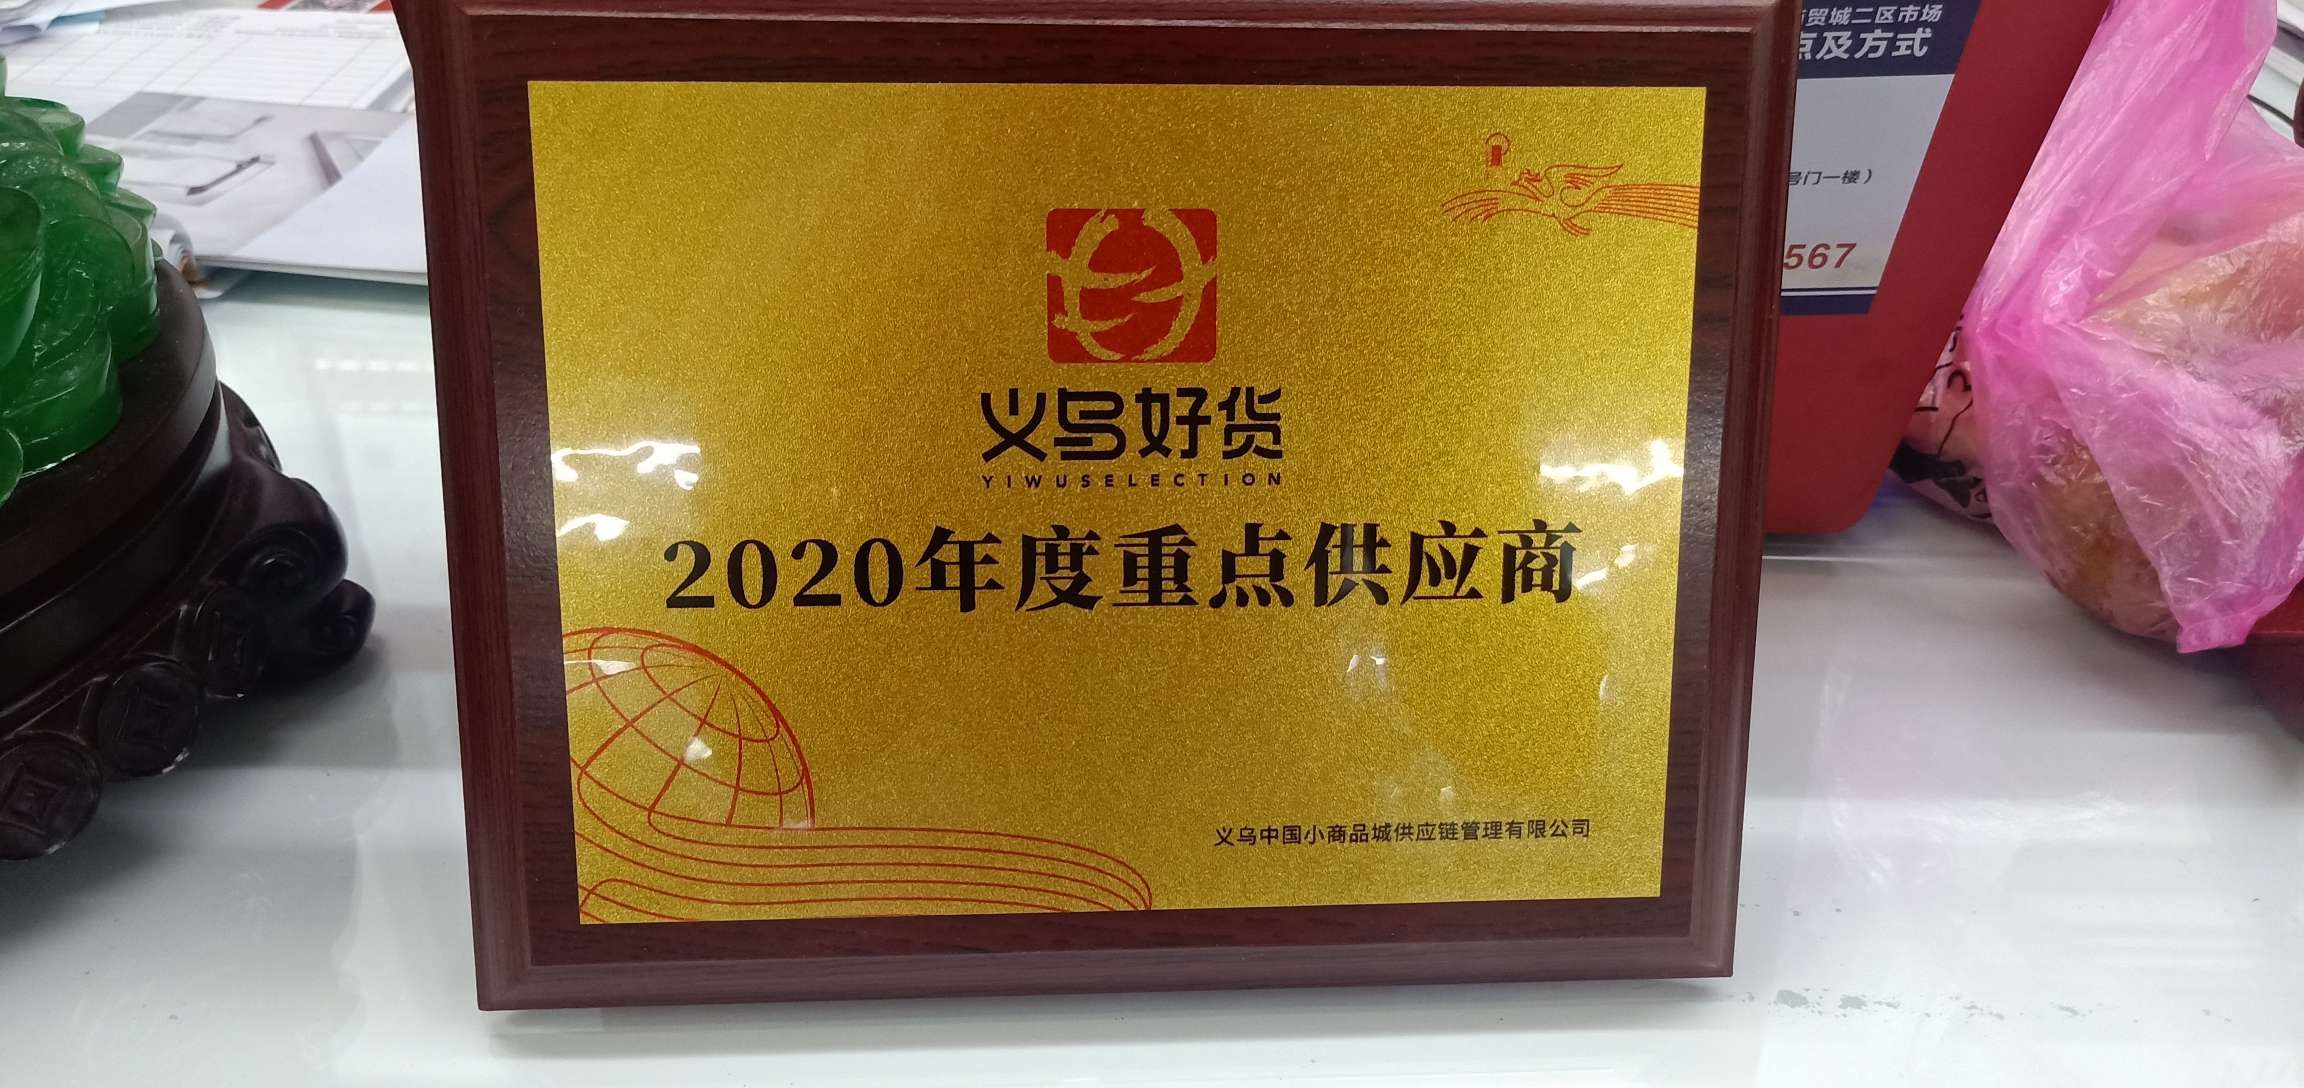 义乌好货
YIWUSELECTION
2020年度重点供应商
义乌中国小商品城供应链管理有限公司
贸城二区市场
点及方式
号门一楼）
567